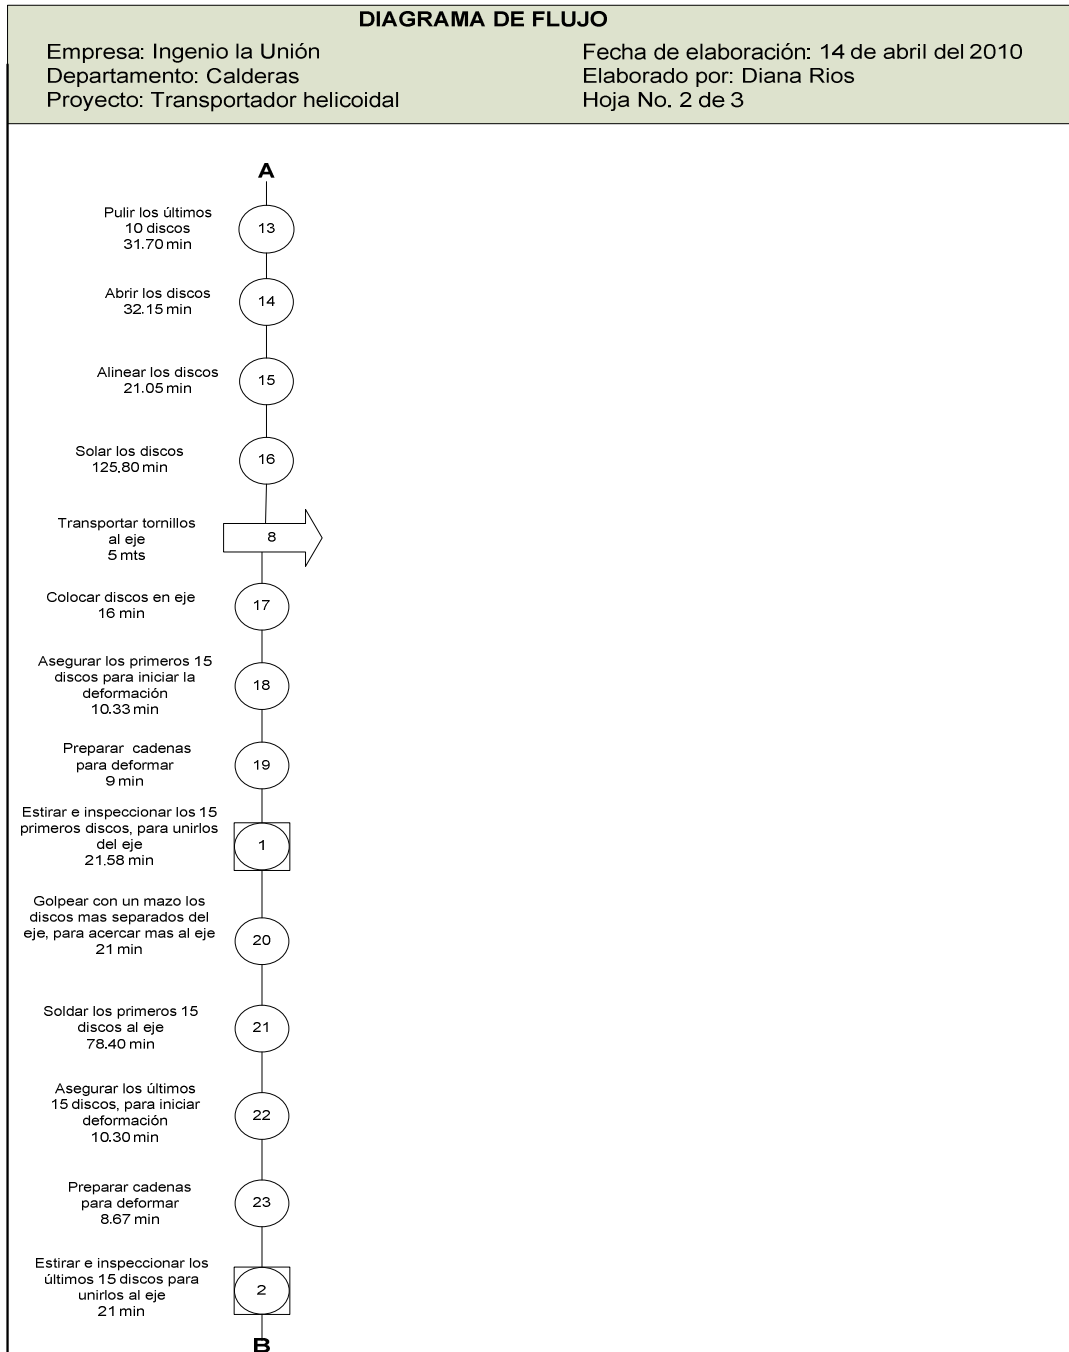 DIAGRAMA DE FLUJO
Empresa: Ingenio la Unión
Departamento: Calderas
Proyecto: Transportador helicoidal
Fecha de elaboración: 14 de abril del 2010
Elaborado por: Diana Rios
Hoja No. 2 de 3
A
Pulir los últimos
10 discos
31.70 min
13
Abrir los discos
32.15 min
14
Alinear los discos
21.05 min
15
Solar los discos
125.80 min
16
Transportar tornillos
al eje
5 mts
8
Colocar discos en eje
16 min
17
Asegurar los primeros 15
discos para iniciar la
deformación
10.33 min
18
Preparar cadenas
para deformar
9 min
19
Estirar e inspeccionar los 15
primeros discos, para unirlos
del eje
21.58 min
1
Golpear con un mazo los
discos mas separados del
eje, para acercar mas al eje
21 min
20
Soldar los primeros 15
discos al eje
78.40 min
21
Asegurar los últimos
15 discos, para iniciar
deformación
10.30 min
22
Preparar cadenas
para deformar
8.67 min
23
Estirar e inspeccionar los
últimos 15 discos para
unirlos al eje
21 min
2
B